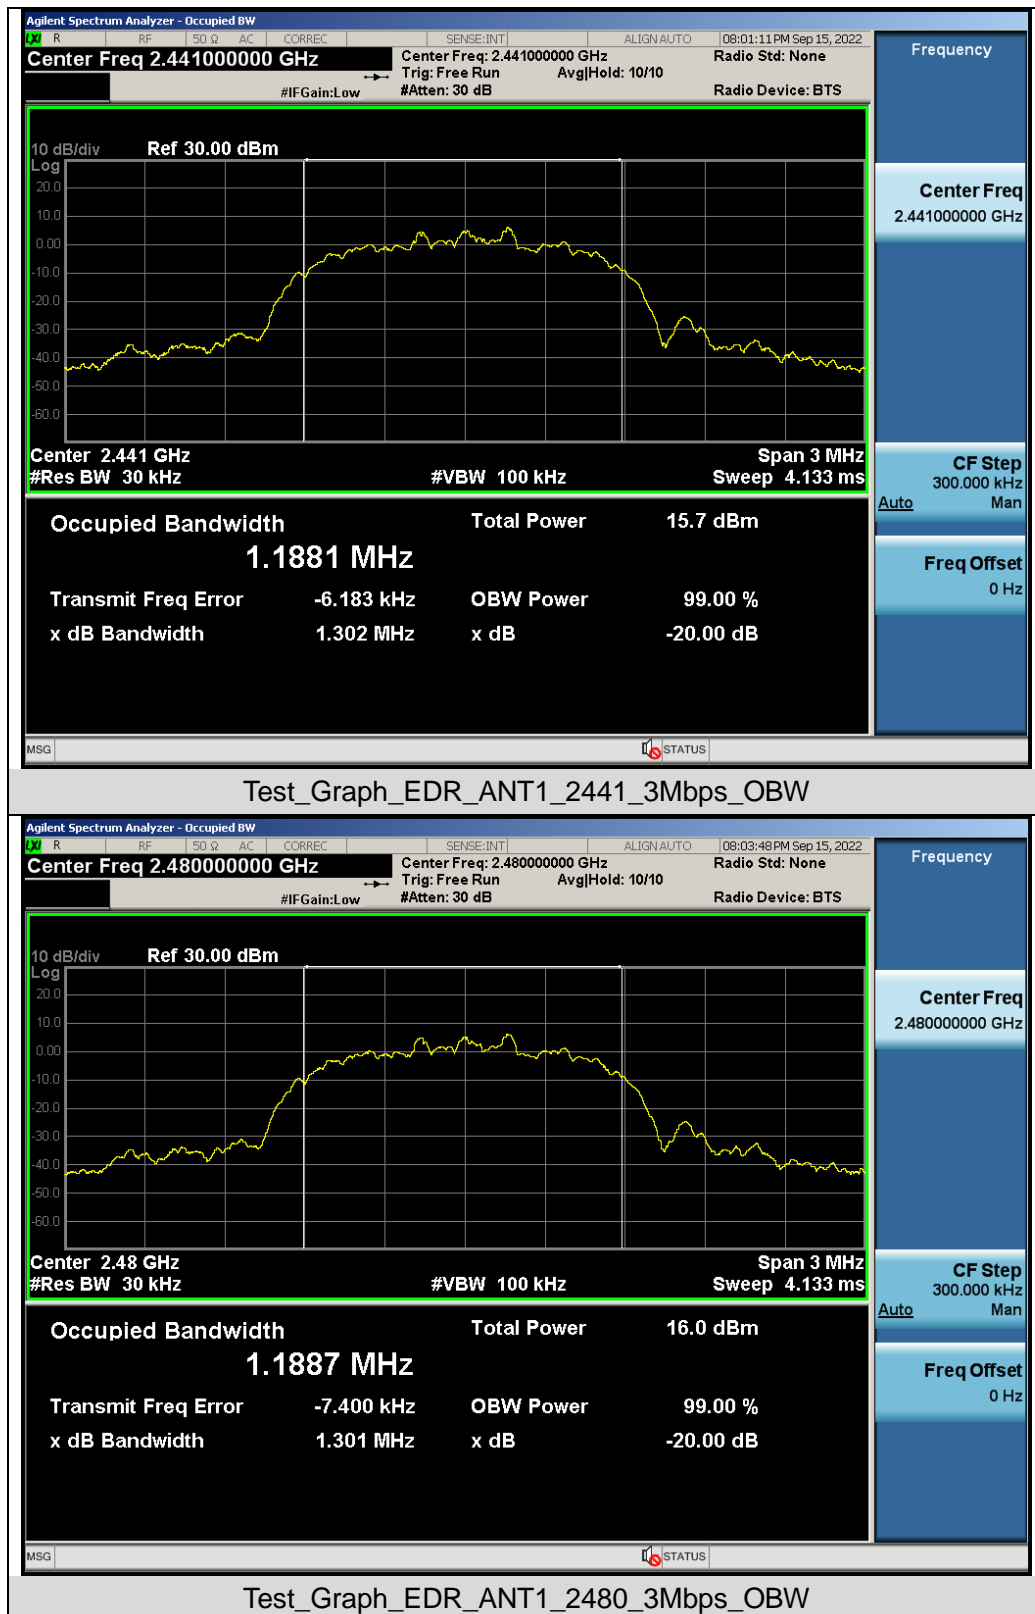 Agilent Spectrum Analyzer - Occupied BW
LXI R RF 50 Ω AC CORREC SENSE:INT ALIGN AUTO 08:01:11 PM Sep 15, 2022
Center Freq 2.441000000 GHz
Center Freq: 2.441000000 GHz
Radio Std: None
Trig: Free Run Avg|Hold: 10/10
#IFGain:Low
#Atten: 30 dB
Radio Device: BTS
Frequency
10 dB/div Ref 30.00 dBm
Log
20.0
10.0
0.00
-10.0
-20.0
-30.0
-40.0
-50.0
-60.0
Center Freq
2.441000000 GHz
Center 2.441 GHz Span 3 MHz
#Res BW 30 kHz #VBW 100 kHz Sweep 4.133 ms
CF Step
300.000 kHz
Auto Man
Occupied Bandwidth Total Power 15.7 dBm
1.1881 MHz
Transmit Freq Error -6.183 kHz OBW Power 99.00 %
x dB Bandwidth 1.302 MHz x dB -20.00 dB
Freq Offset
0 Hz
MSG STATUS
Test_Graph_EDR_ANT1_2441_3Mbps_OBW
Agilent Spectrum Analyzer - Occupied BW
LXI R RF 50 Ω AC CORREC SENSE:INT ALIGN AUTO 08:03:48 PM Sep 15, 2022
Center Freq 2.480000000 GHz
Center Freq: 2.480000000 GHz
Radio Std: None
Trig: Free Run Avg|Hold: 10/10
#IFGain:Low
#Atten: 30 dB
Radio Device: BTS
Frequency
10 dB/div Ref 30.00 dBm
Log
20.0
10.0
0.00
-10.0
-20.0
-30.0
-40.0
-50.0
-60.0
Center Freq
2.480000000 GHz
Center 2.48 GHz Span 3 MHz
#Res BW 30 kHz #VBW 100 kHz Sweep 4.133 ms
CF Step
300.000 kHz
Auto Man
Occupied Bandwidth Total Power 16.0 dBm
1.1887 MHz
Transmit Freq Error -7.400 kHz OBW Power 99.00 %
x dB Bandwidth 1.301 MHz x dB -20.00 dB
Freq Offset
0 Hz
MSG STATUS
Test_Graph_EDR_ANT1_2480_3Mbps_OBW